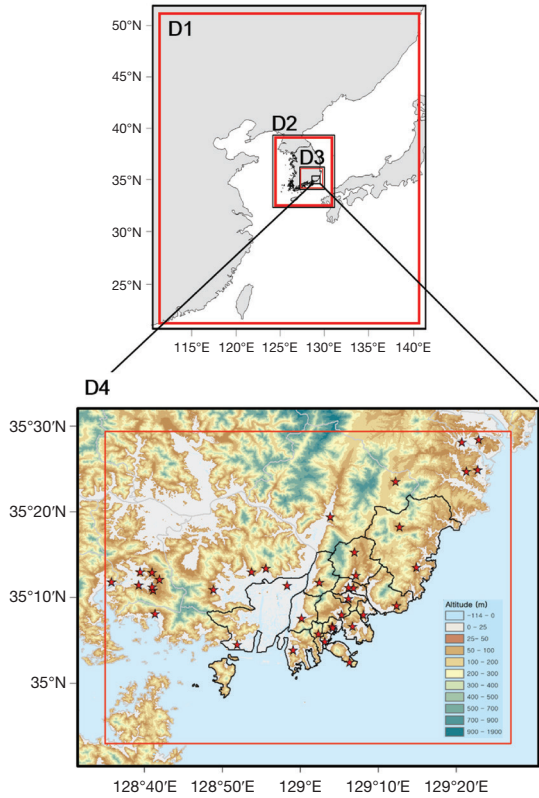 50°N
D1
45°N
40°N
D2
D3
35°N
30°N
25°N
115°E 120°E 125°E 130°E 135°E 140°E
D4
35°30'N
35°20'N
35°10'N
35°N
Altitude (m)
-114 - 0
0 - 25
25- 50
50 - 100
100 - 200
200 - 300
300 - 400
400 - 500
500 - 700
700 - 900
900 - 1900
128°40'E 128°50'E 129°E 129°10'E 129°20'E